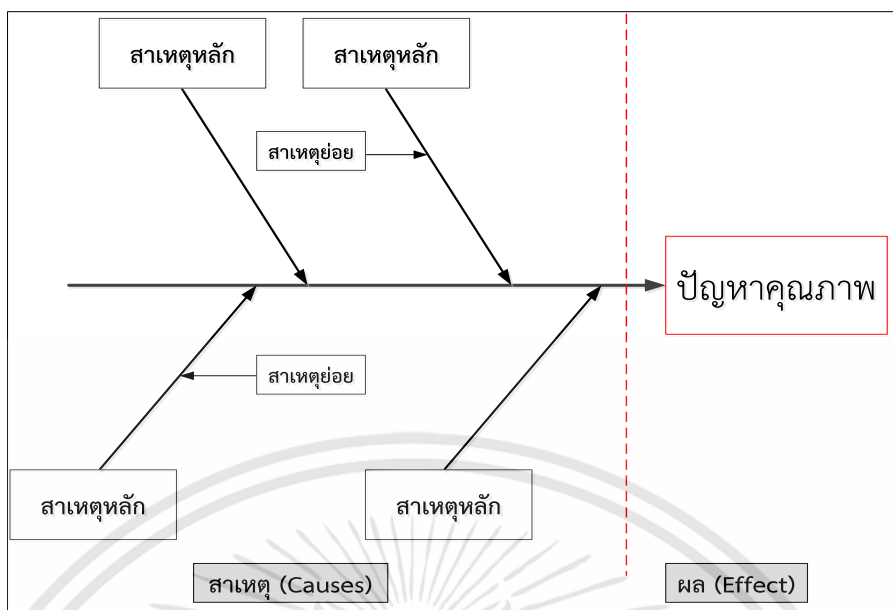 สาเหตุหลัก
สาเหตุหลัก
สาเหตุย่อย
ปัญหาคุณภาพ
สาเหตุย่อย
สาเหตุหลัก
สาเหตุหลัก
สาเหตุ (Causes)
ผล (Effect)